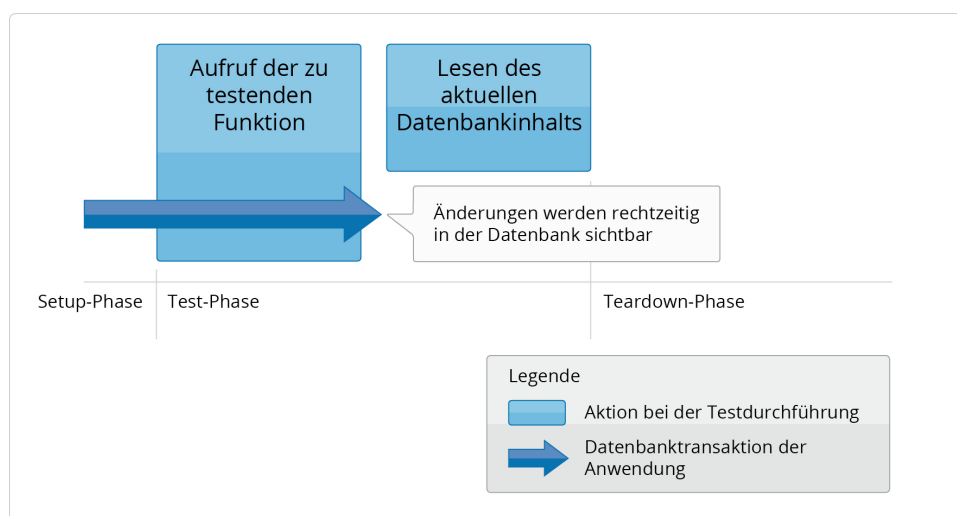 Aufruf der zu
testenden
Funktion
Lesen des
aktuellen
Datenbankinhalts
Änderungen werden rechtzeitig
in der Datenbank sichtbar
Setup-Phase
Test-Phase
Teardown-Phase
Legende
Aktion bei der Testdurchführung
Datenbanktransaktion der
Anwendung